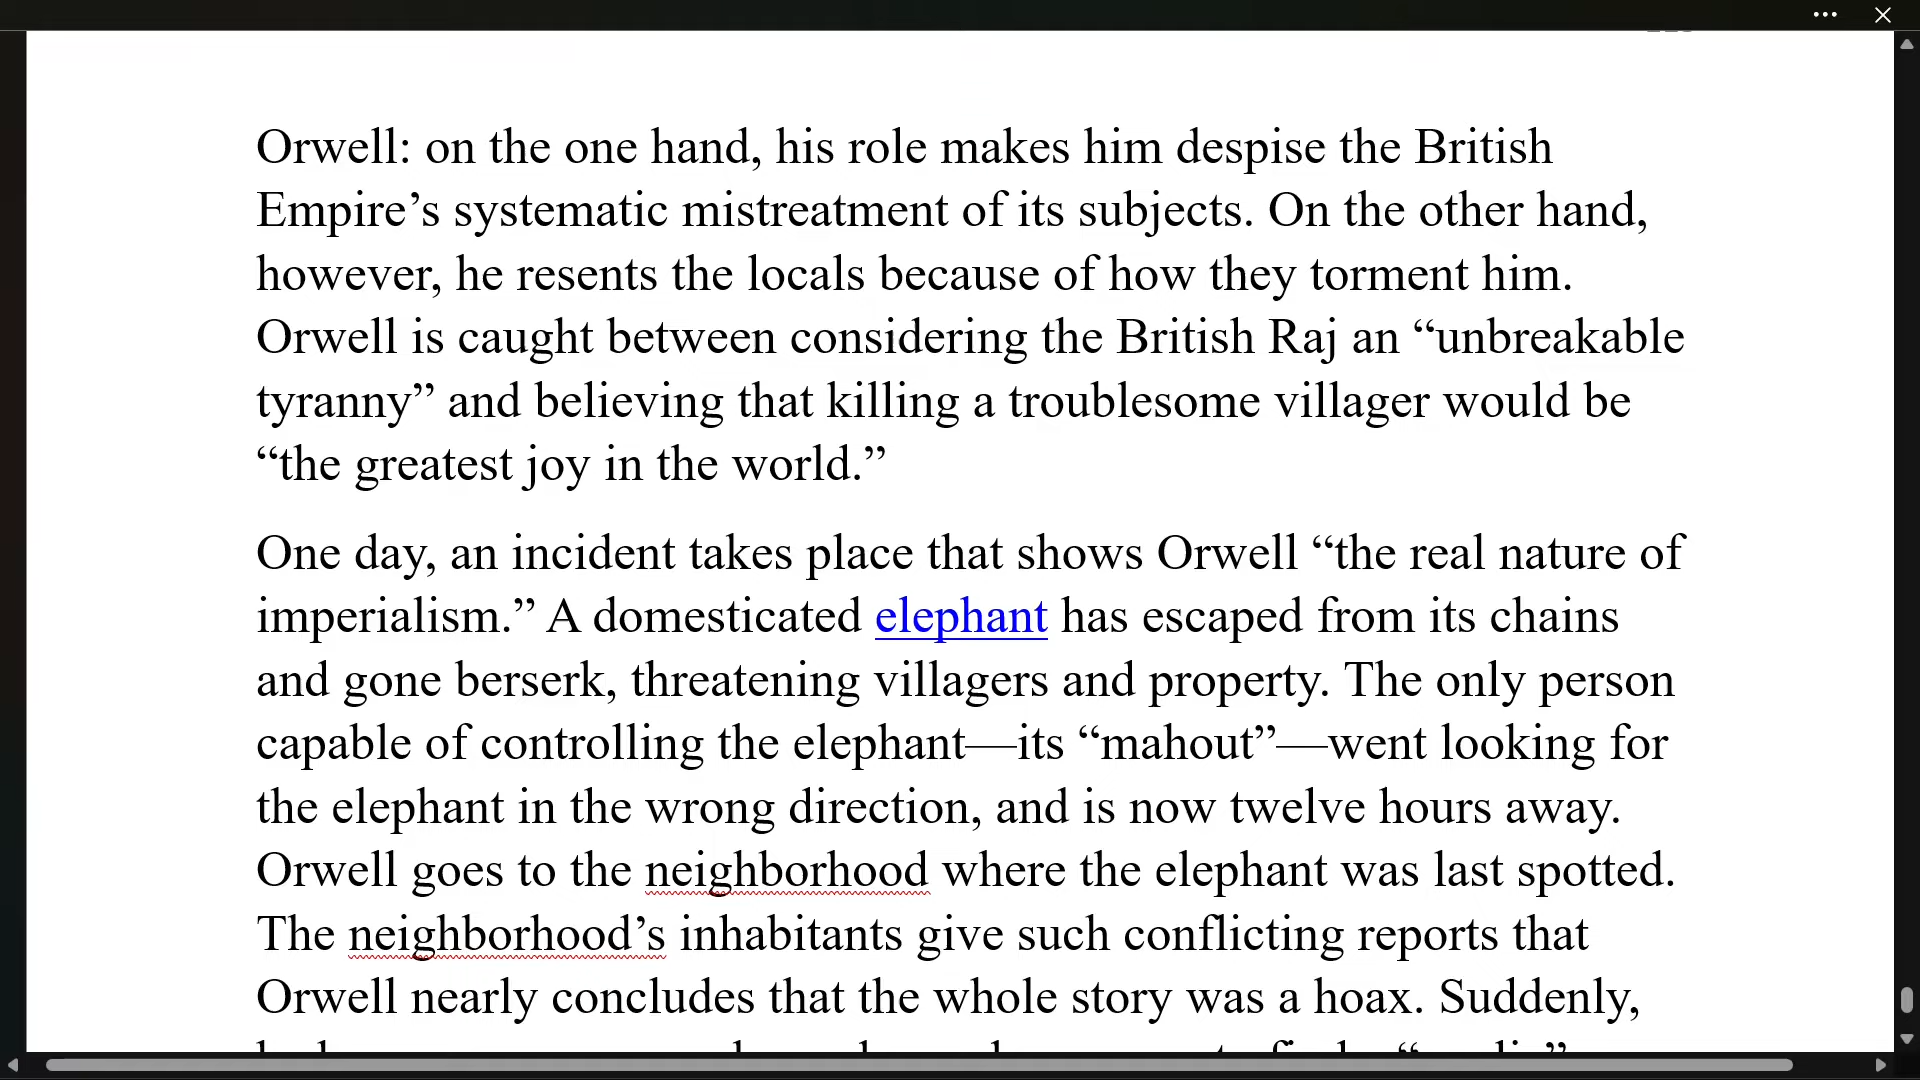 Orwell: on the one hand, his role makes him despise the British
Empire’s systematic mistreatment of its subjects. On the other hand,
however, he resents the locals because of how they torment him.
Orwell is caught between considering the British Raj an “unbreakable
tyranny” and believing that killing a troublesome villager would be
“the greatest joy in the world.”
One day, an incident takes place that shows Orwell “the real nature of
imperialism.” A domesticated elephant has escaped from its chains
and gone berserk, threatening villagers and property. The only person
capable of controlling the elephant—its “mahout”—went looking for
the elephant in the wrong direction, and is now twelve hours away.
Orwell goes to the neighborhood where the elephant was last spotted.
The neighborhood’s inhabitants give such conflicting reports that
Orwell nearly concludes that the whole story was a hoax. Suddenly,